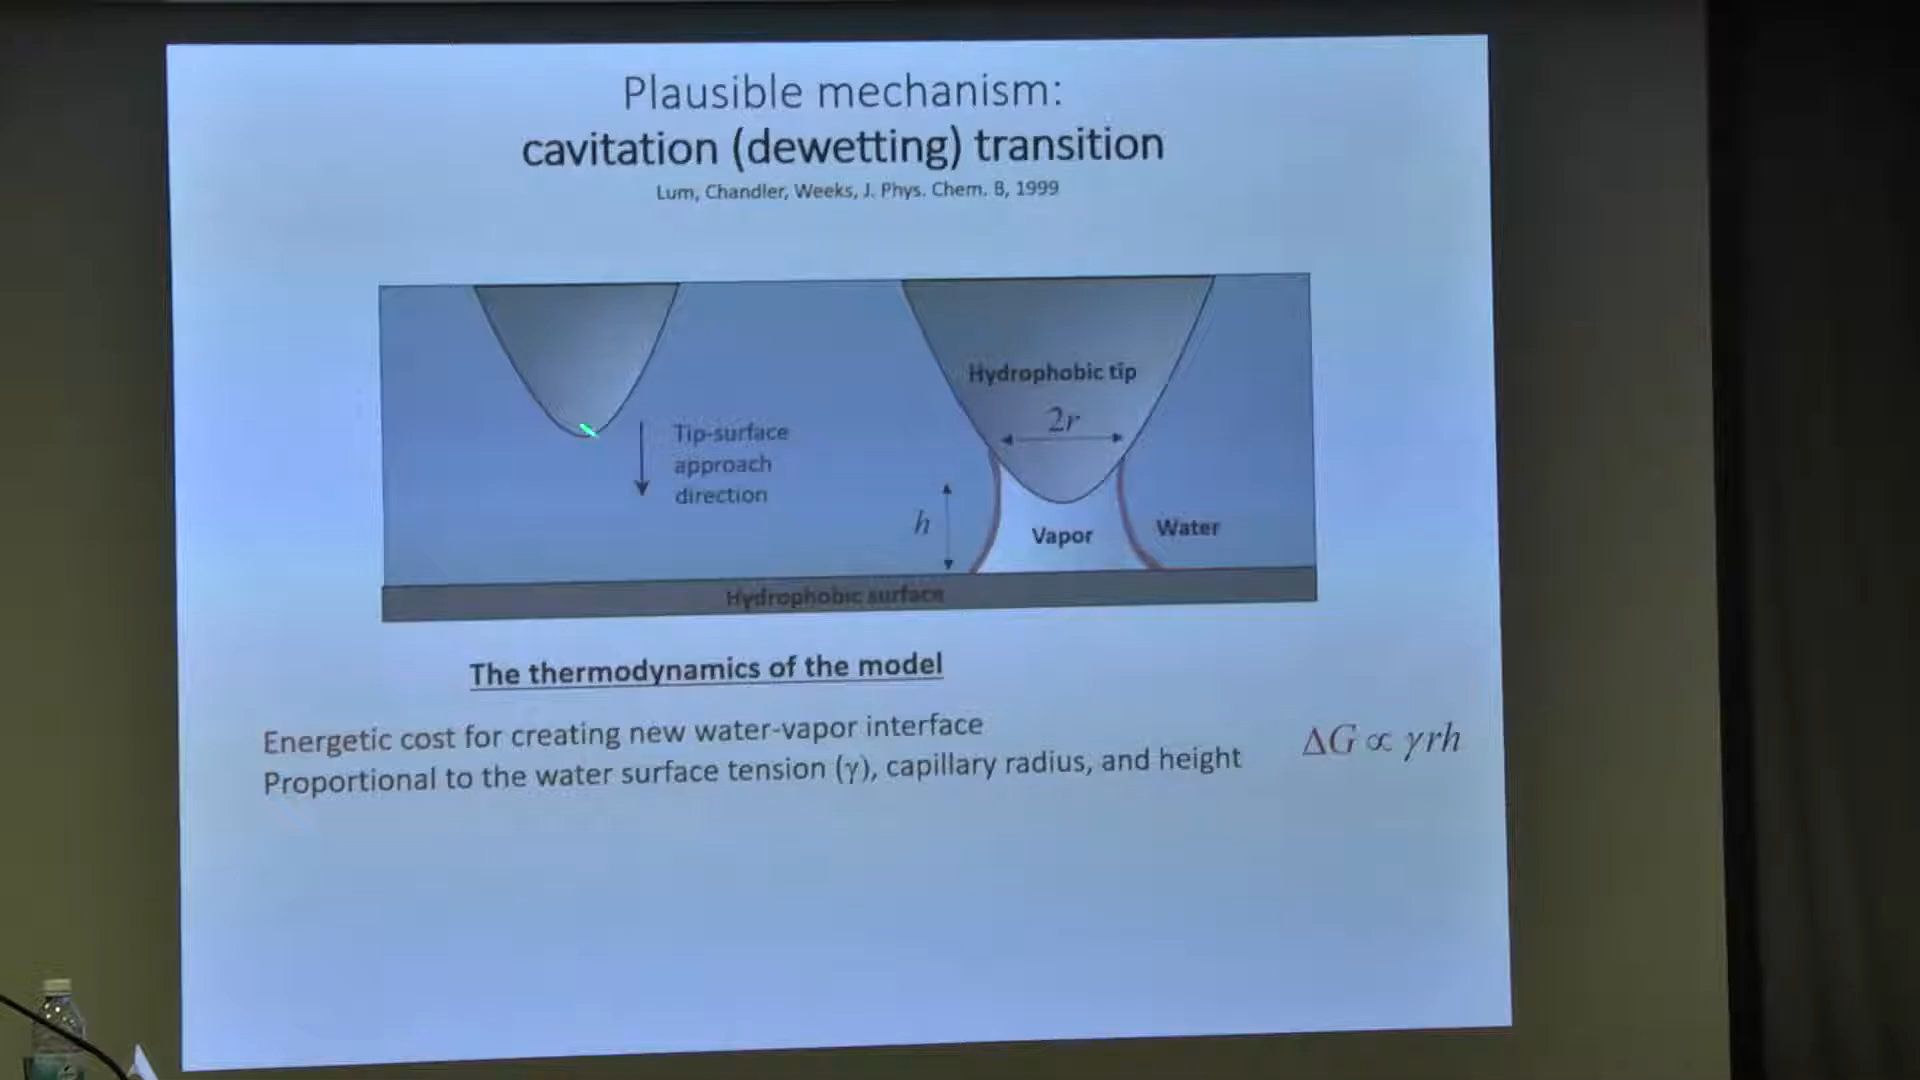 Plausible mechanism:
cavitation (dewetting) transition
Lum, Chandler, Weeks, J. Phys. Chem. B, 1999
Tip-surface
approach
direction
Hydrophobic tip
2r
h
Vapor
Water
Hydrophobic surface
The thermodynamics of the model
Energetic cost for creating new water-vapor interface
Proportional to the water surface tension (γ), capillary radius, and height
ΔG ∝ γrh